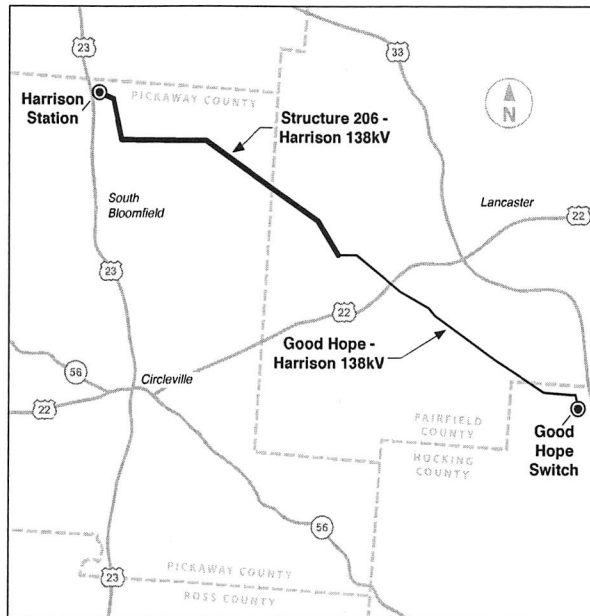 23
33
Harrison
Station
PICKAWAY COUNTY
Structure 206 -
Harrison 138kV
N
South
Bloomfield
Lancaster
22
23
22
Good Hope -
Harrison 138kV
56
Circleville
22
FAIRFIELD
COUNTY
HOCKING
COUNTY
Good
Hope
Switch
56
PICKAWAY COUNTY
ROSS COUNTY
23